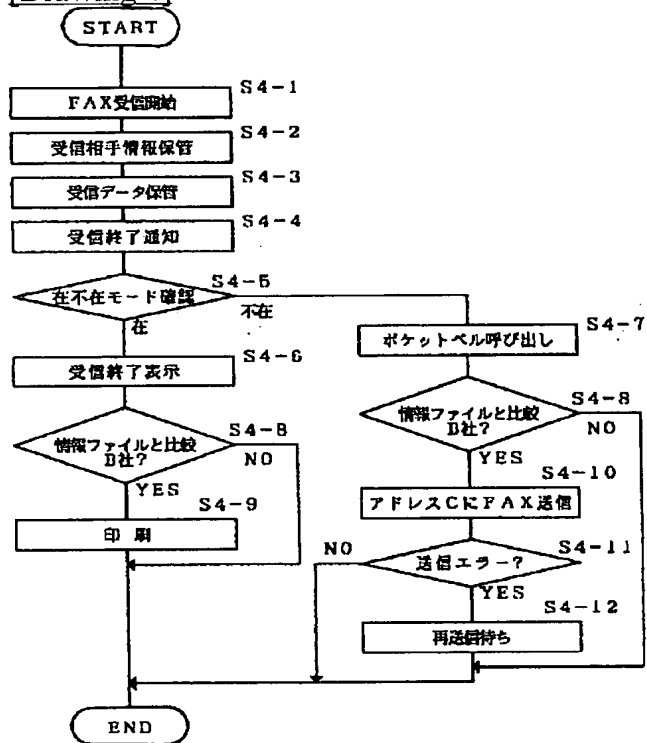 START
S4-1
FAX受信開始
S4-2
受信相手情報保管
S4-3
受信データ保管
S4-4
受信終了通知
S4-5
在不在モード確認
不在
在
S4-6
受信終了表示
S4-8
情報ファイルと比較
B社?
NO
YES
S4-9
印刷
S4-7
ポケットベル呼び出し
S4-8
情報ファイルと比較
B社?
NO
YES
S4-10
アドレスCにFAX送信
S4-11
送信エラー?
NO
YES
S4-12
再送信待ち
END